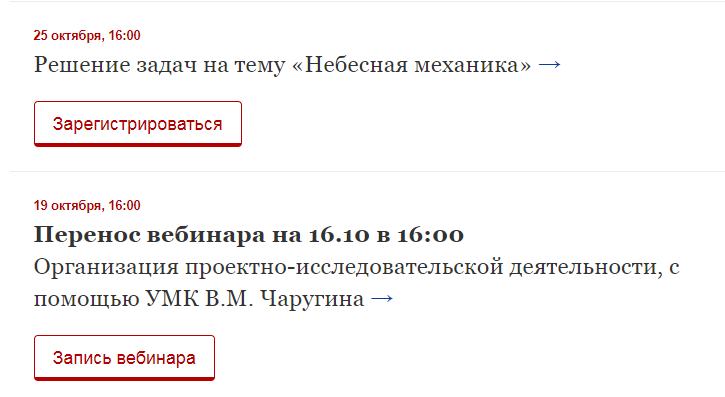 25 октября, 16:00
Решение задач на тему «Небесная механика» →
Зарегистрироваться
19 октября, 16:00
Перенос вебинара на 16.10 в 16:00
Организация проектно-исследовательской деятельности, с
помощью УМК В.М. Чаругина →
Запись вебинара